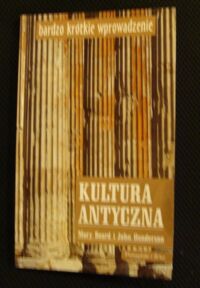 bardzo krótkie wprowadzenie
KULTURA
ANTYCZNA
Mary Beard i John Henderson